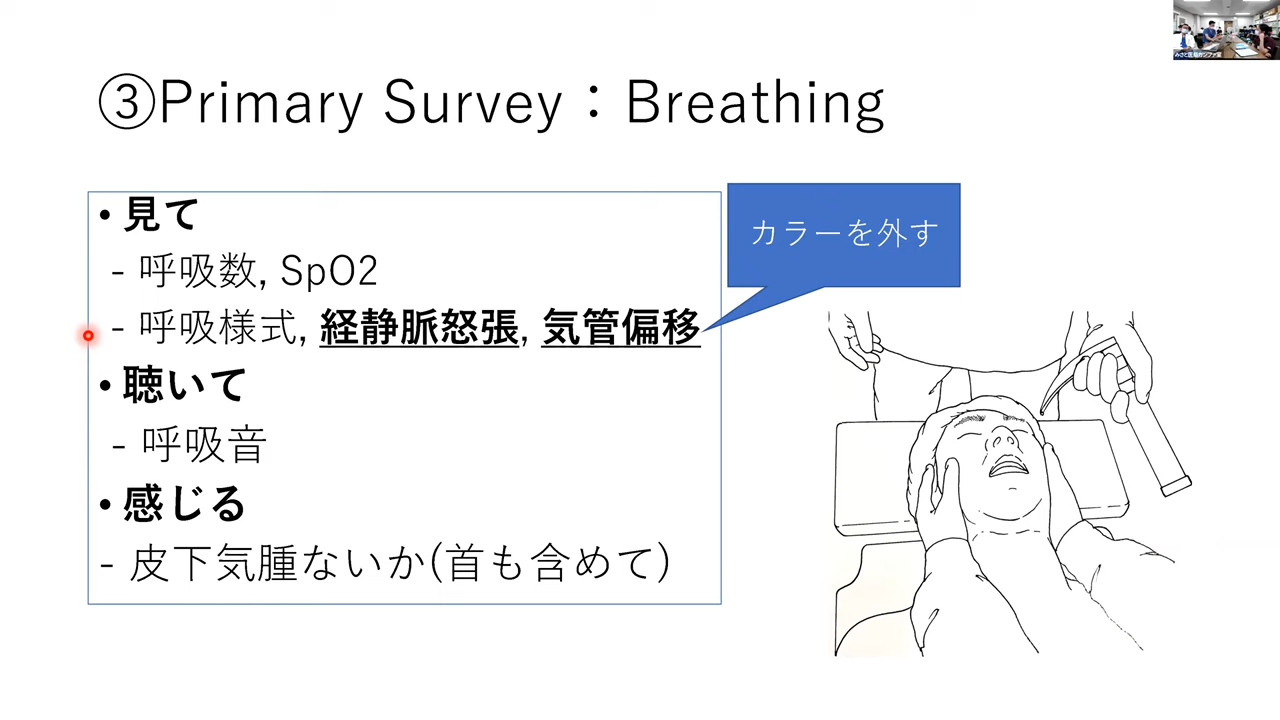 ③Primary Survey：Breathing
• 見て
- 呼吸数, SpO2
- 呼吸様式, 経静脈怒張, 気管偏移
カラーを外す
• 聴いて
- 呼吸音
• 感じる
- 皮下気腫ないか(首も含めて)